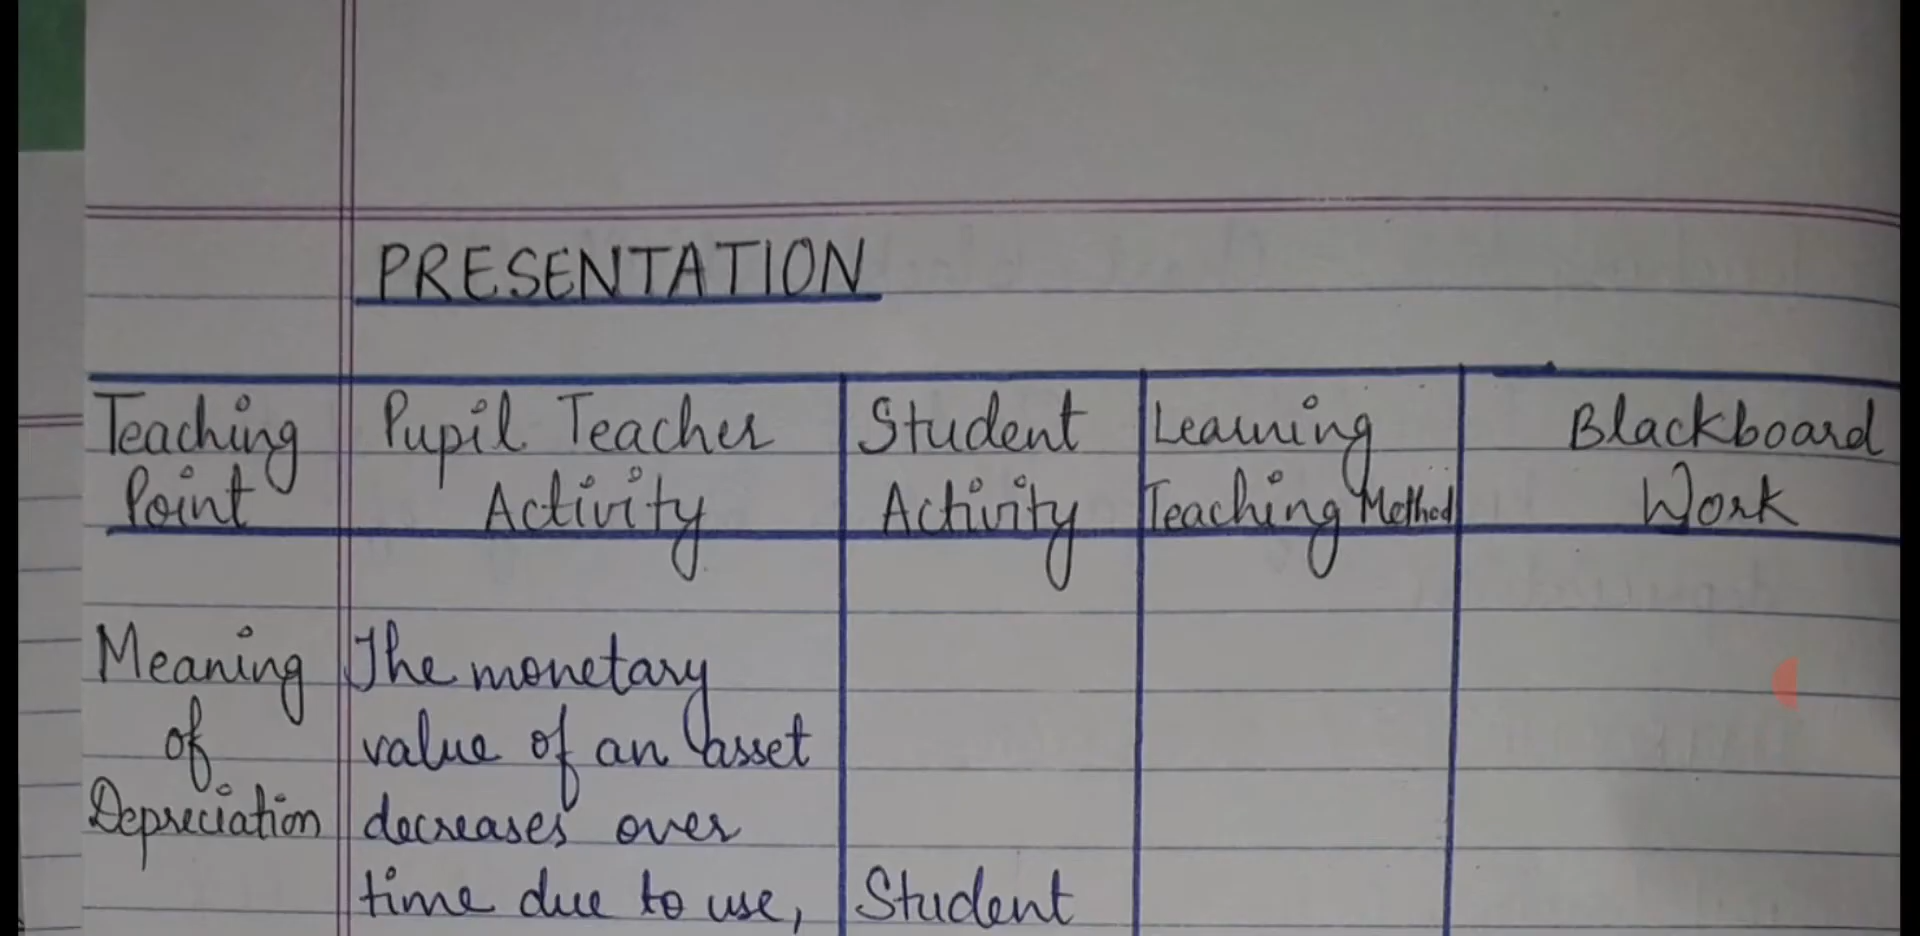 PRESENTATION
Teaching Point
Pupil Teacher Activity
Student Activity
Learning Teaching Method
Blackboard Work
Meaning of Depreciation
The monetary
value of an asset
decreases over
time due to use,
Student